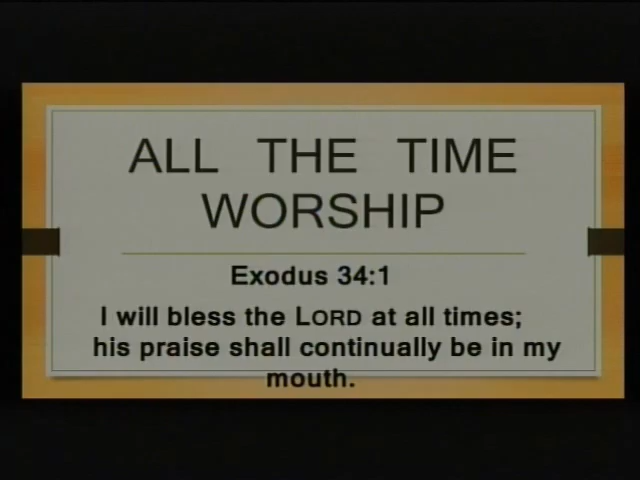 ALL THE TIME
WORSHIP
Exodus 34:1
I will bless the LORD at all times;
his praise shall continually be in my
mouth.